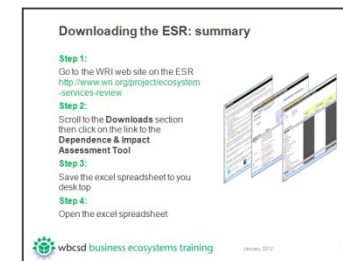 Downloading the ESR: summary
Step 1:
Go to the WRI web site on the ESR
http://www.wri.org/project/ecosystem
-services-review
Step 2:
Scroll to the Downloads section
then click on the link to the
Dependence & Impact
Assessment Tool
Step 3:
Save the excel spreadsheet to you
desk top
Step 4:
Open the excel spreadsheet
wbcsd business ecosystems training
January 2012